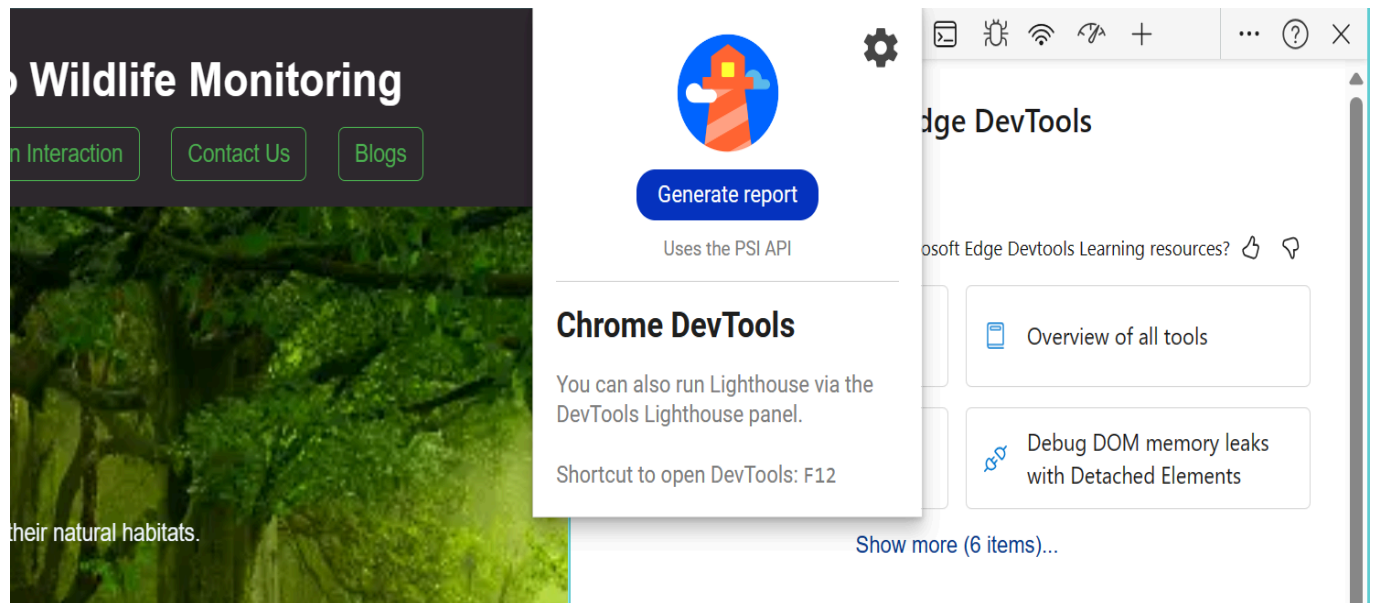 Wildlife Monitoring
n Interaction
Contact Us
Blogs
their natural habitats.
Generate report
Uses the PSI API
Chrome DevTools
You can also run Lighthouse via the
DevTools Lighthouse panel.
Shortcut to open DevTools: F12
dge DevTools
osoft Edge Devtools Learning resources?
Overview of all tools
Debug DOM memory leaks
with Detached Elements
Show more (6 items)...